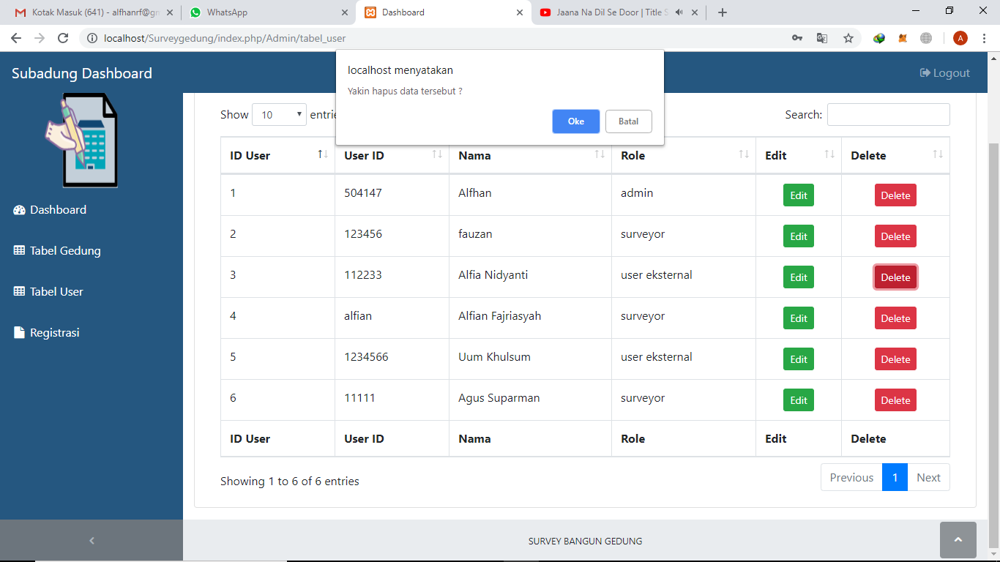 Kotak Masuk (641) - alfhanrf@gm
WhatsApp
Dashboard
Jaana Na Dil Se Door | Title S
localhost/Surveygedung/index.php/Admin/tabel_user
A
localhost menyatakan
Yakin hapus data tersebut ?
Oke Batal
Subadung Dashboard
Logout
Dashboard
Tabel Gedung
Tabel User
Registrasi
Show 10 entrie
Search:
ID User User ID Nama Role Edit Delete
1 504147 Alfhan admin Edit Delete
2 123456 fauzan surveyor Edit Delete
3 112233 Alfia Nidyanti user eksternal Edit Delete
4 alfian Alfian Fajriasyah surveyor Edit Delete
5 1234566 Uum Khulsum user eksternal Edit Delete
6 11111 Agus Suparman surveyor Edit Delete
ID User User ID Nama Role Edit Delete
Showing 1 to 6 of 6 entries
Previous 1 Next
SURVEY BANGUN GEDUNG